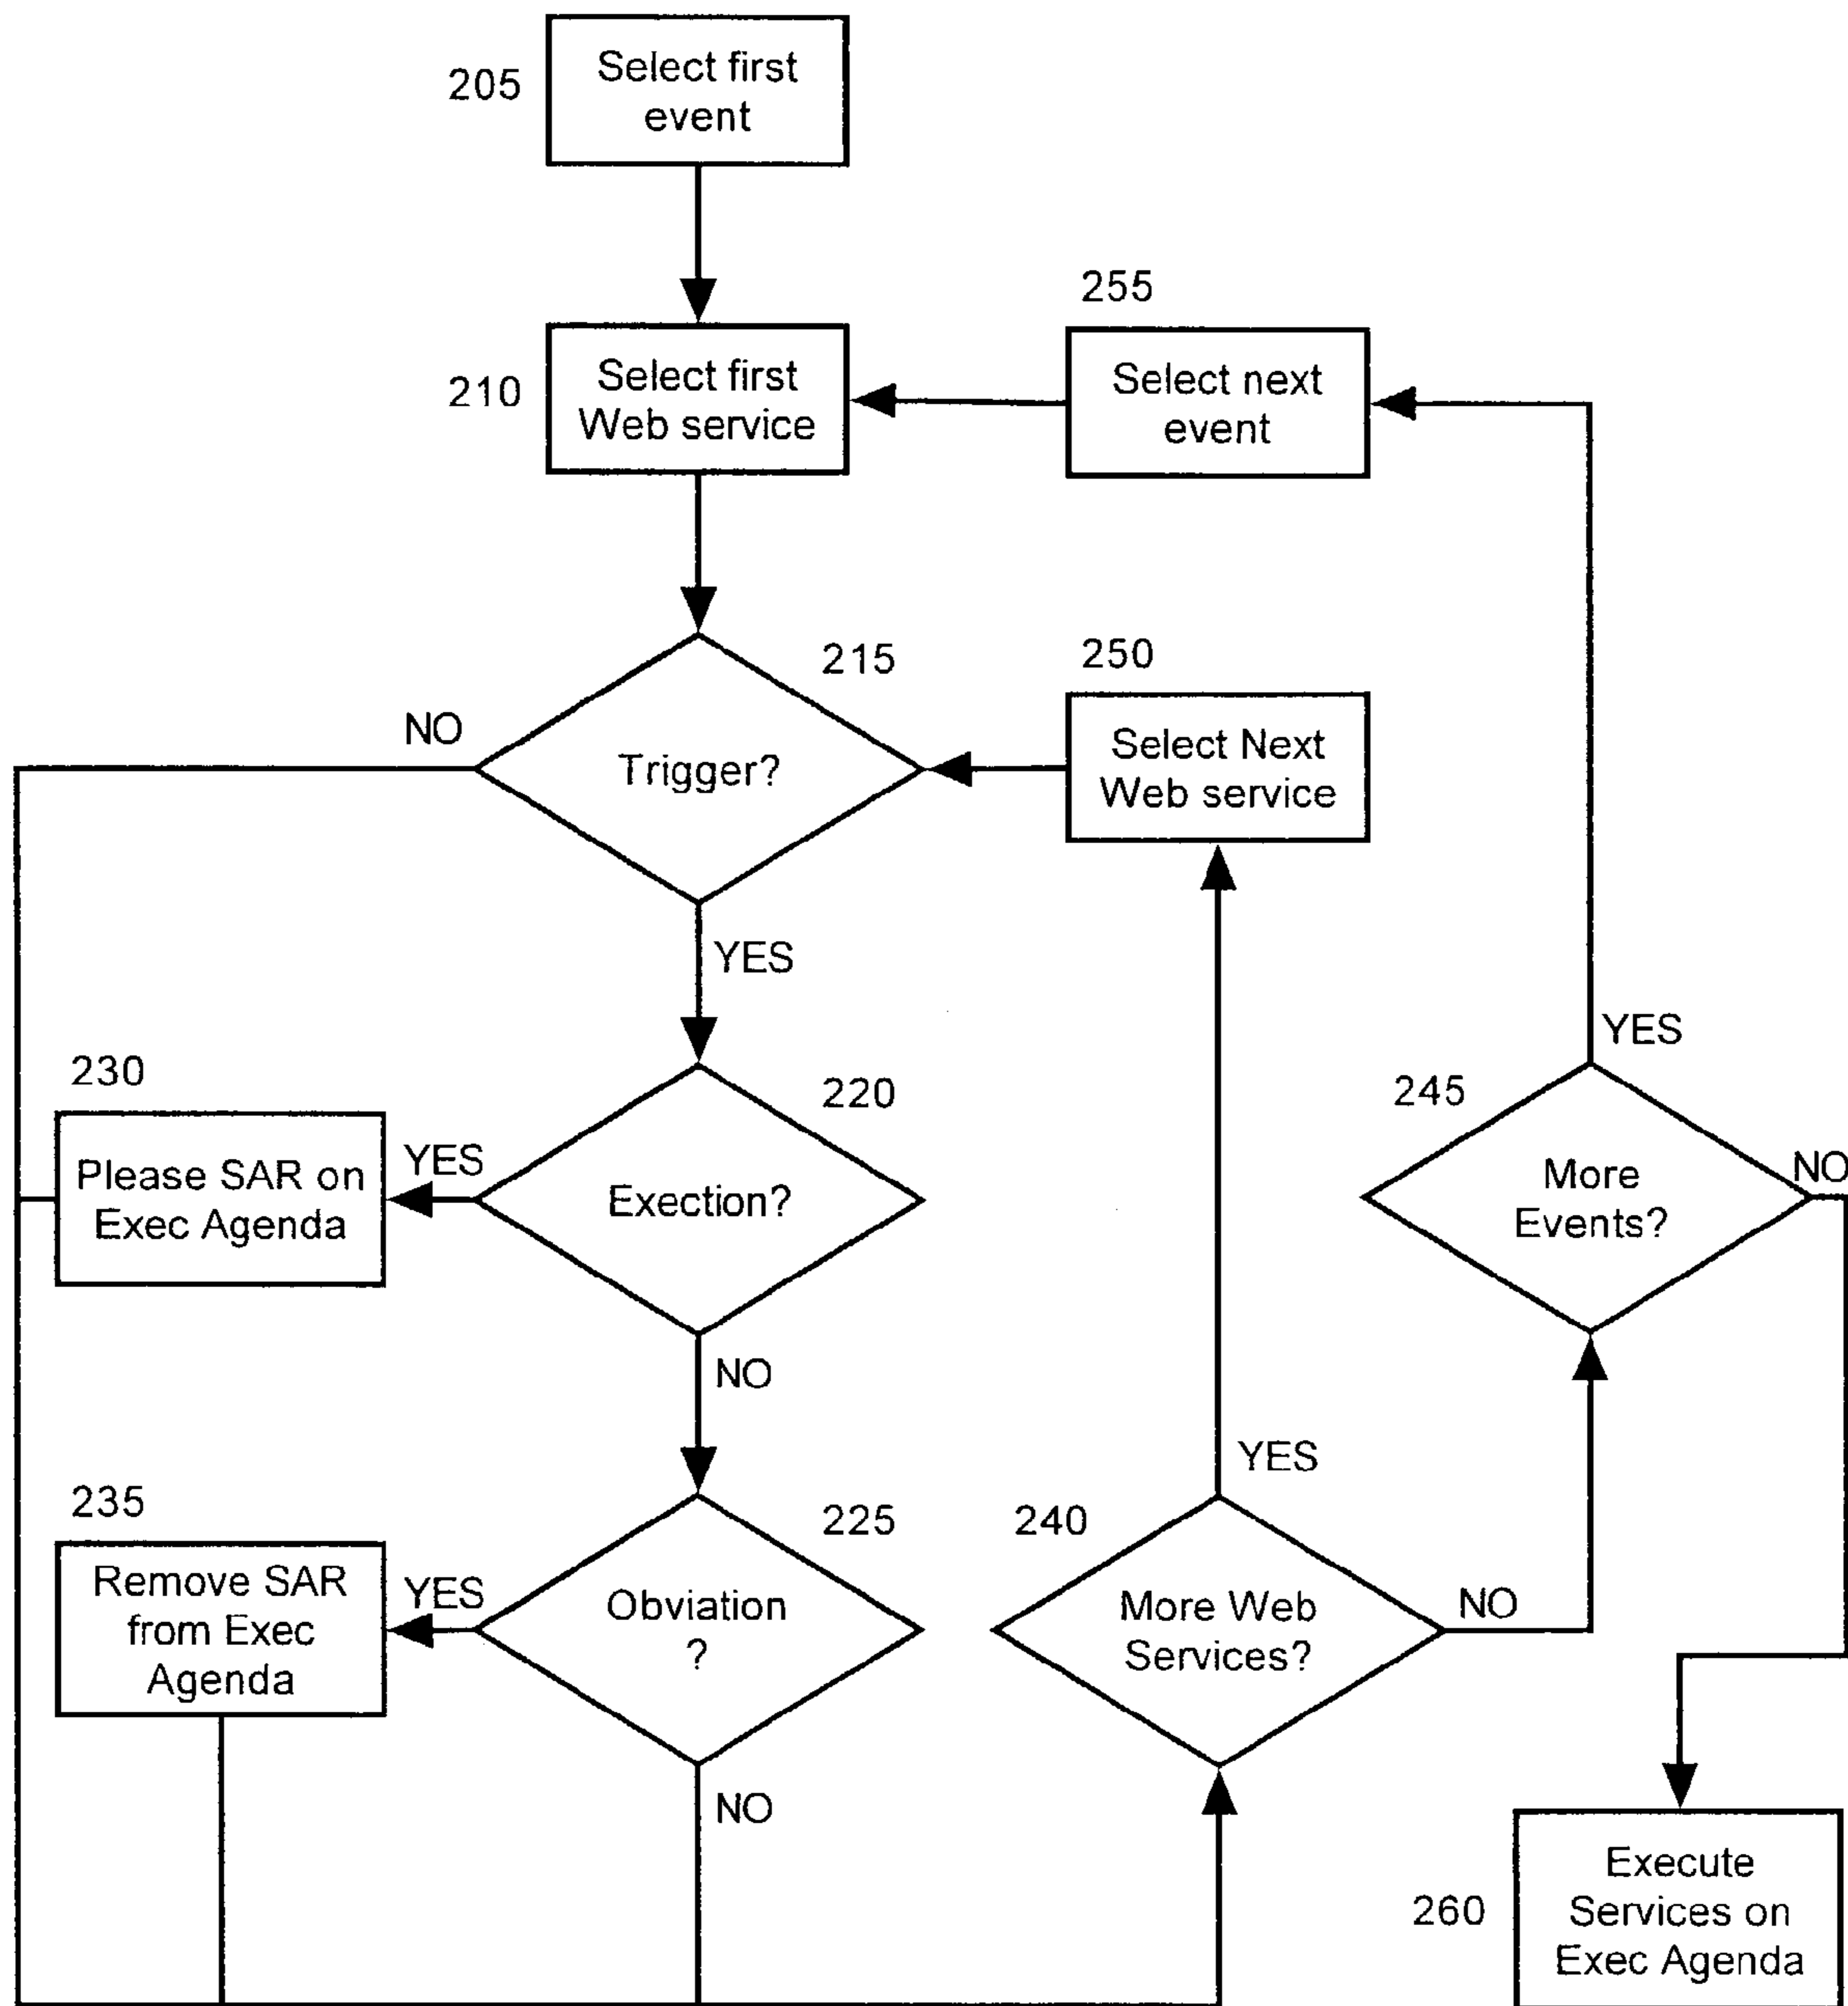 205
Select first
event
255
210
Select first
Web service
Select next
event
215
250
NO
Trigger?
Select Next
Web service
YES
YES
230
220
245
Please SAR on
Exec Agenda
YES
Exection?
More
Events?
NO
NO
YES
235
225
240
Remove SAR
from Exec
Agenda
YES
Obviation
?
More Web
Services?
NO
NO
260
Execute
Services on
Exec Agenda